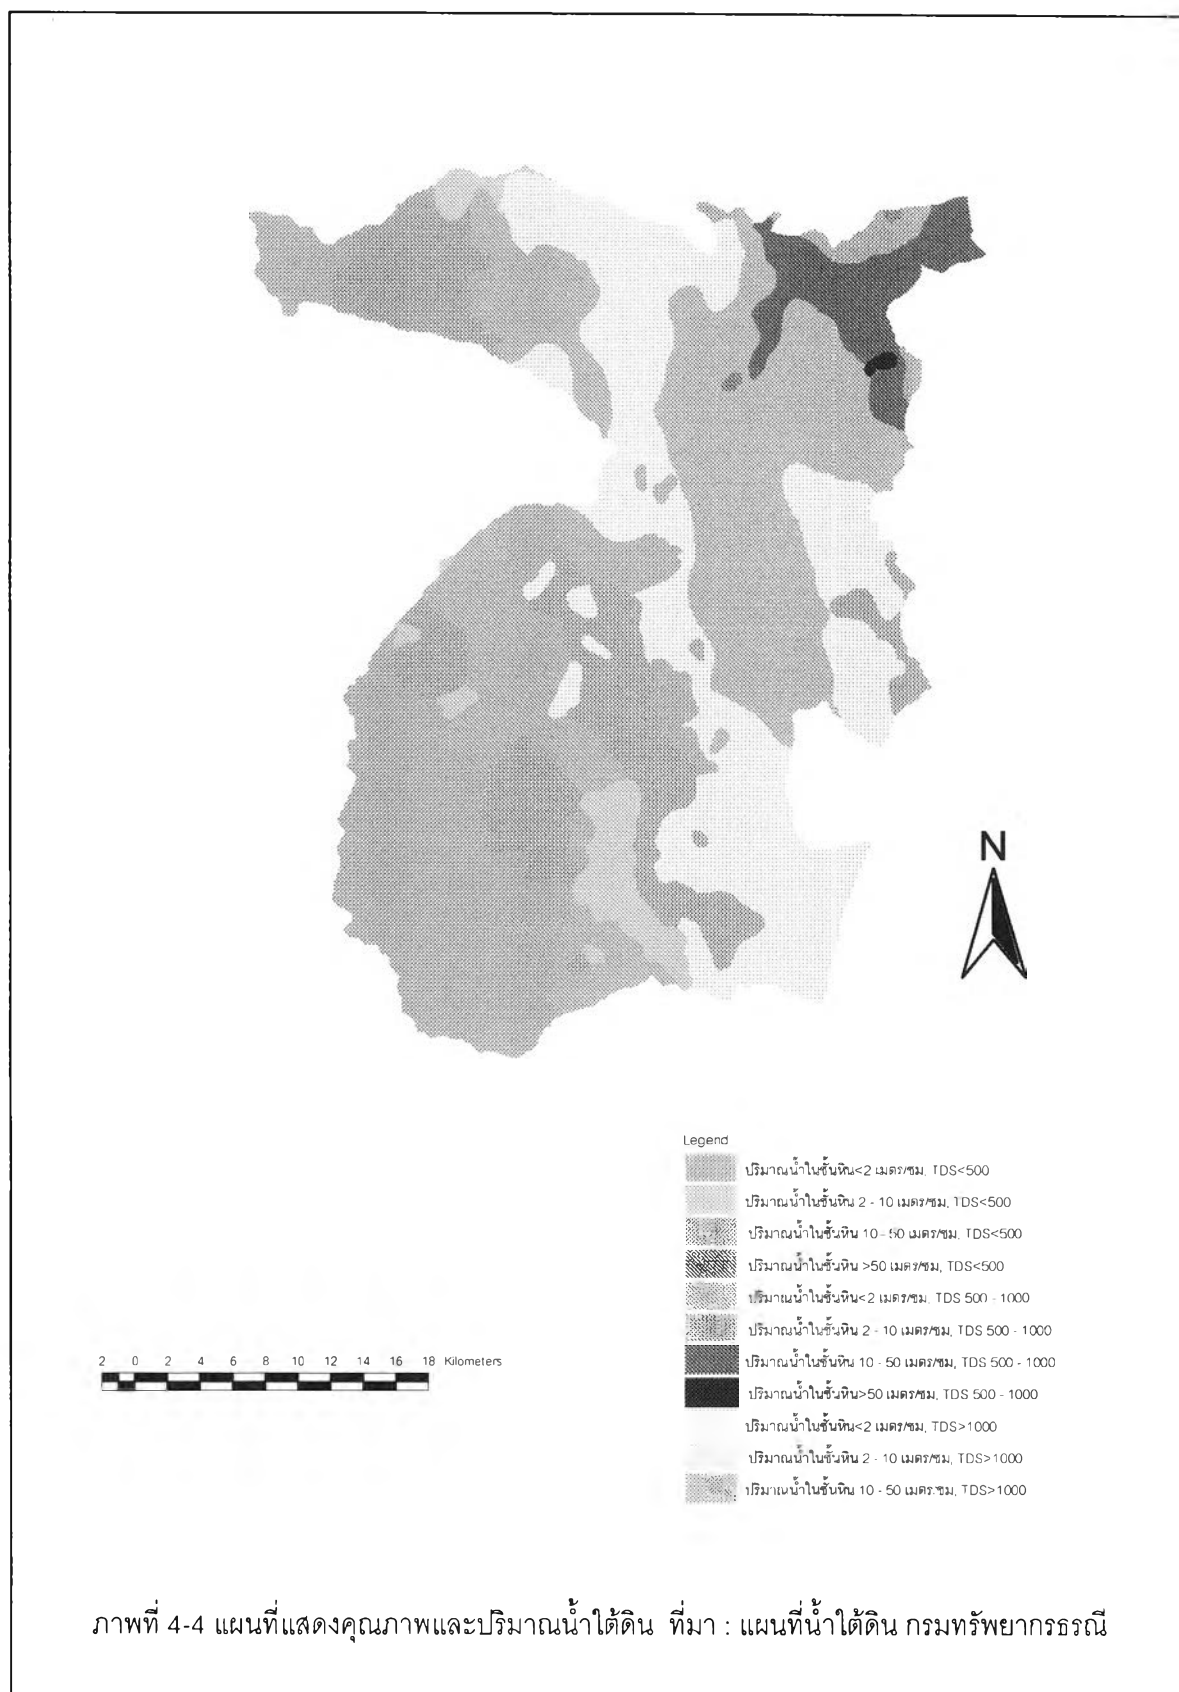 N
Legend
ปริมาณน้ำในชั้นหิน<2 เมตร/ซม, TDS<500
ปริมาณน้ำในชั้นหิน 2 - 10 เมตร/ซม, TDS<500
ปริมาณน้ำในชั้นหิน 10 - 50 เมตร/ซม, TDS<500
ปริมาณน้ำในชั้นหิน >50 เมตร/ซม, TDS<500
ปริมาณน้ำในชั้นหิน<2 เมตร/ซม, TDS 500 - 1000
ปริมาณน้ำในชั้นหิน 2 - 10 เมตร/ซม, TDS 500 - 1000
ปริมาณน้ำในชั้นหิน 10 - 50 เมตร/ซม, TDS 500 - 1000
ปริมาณน้ำในชั้นหิน>50 เมตร/ซม, TDS 500 - 1000
ปริมาณน้ำในชั้นหิน<2 เมตร/ซม, TDS>1000
ปริมาณน้ำในชั้นหิน 2 - 10 เมตร/ซม, TDS>1000
ปริมาณน้ำในชั้นหิน 10 - 50 เมตร/ซม, TDS>1000
2 0 2 4 6 8 10 12 14 16 18 Kilometers
ภาพที่ 4-4 แผนที่แสดงคุณภาพและปริมาณน้ำใต้ดิน ที่มา : แผนที่น้ำใต้ดิน กรมทรัพยากรธรณี